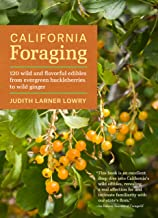 CALIFORNIA
Foraging
120 wild and flavorful edibles
from evergreen huckleberries
to wild ginger
JUDITH LARNER LOWRY
"This book is an excellent
deep dive into California's
wild edibles, revealing
a real affection for and
intimate familiarity with
our state's flora."